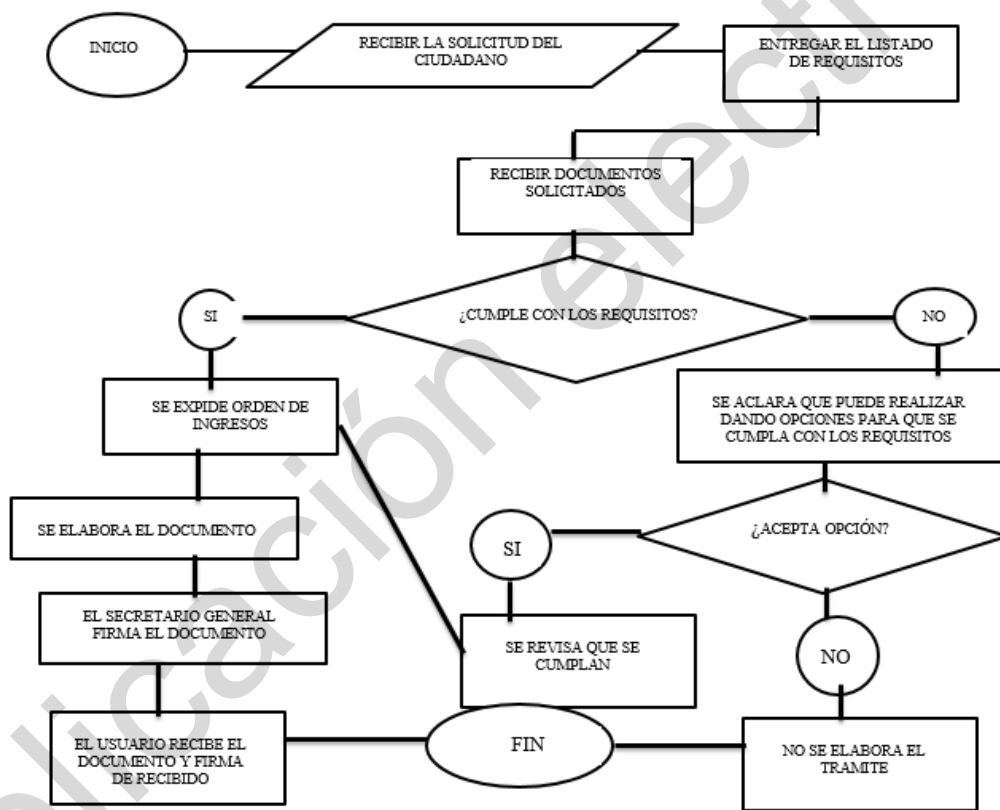 INICIO
RECIBIR LA SOLICITUD DEL
CIUDADANO
ENTREGAR EL LISTADO
DE REQUISITOS
RECIBIR DOCUMENTOS
SOLICITADOS
¿CUMPLE CON LOS REQUISITOS?
SI
NO
SE EXPIDE ORDEN DE
INGRESOS
SE ACLARA QUE PUEDE REALIZAR
DANDO OPCIONES PARA QUE SE
CUMPLA CON LOS REQUISITOS
SE ELABORA EL DOCUMENTO
¿ACEPTA OPCIÓN?
SI
EL SECRETARIO GENERAL
FIRMA EL DOCUMENTO
SE REVISA QUE SE
CUMPLAN
NO
EL USUARIO RECIBE EL
DOCUMENTO Y FIRMA
DE RECIBIDO
FIN
NO SE ELABORA EL
TRAMITE